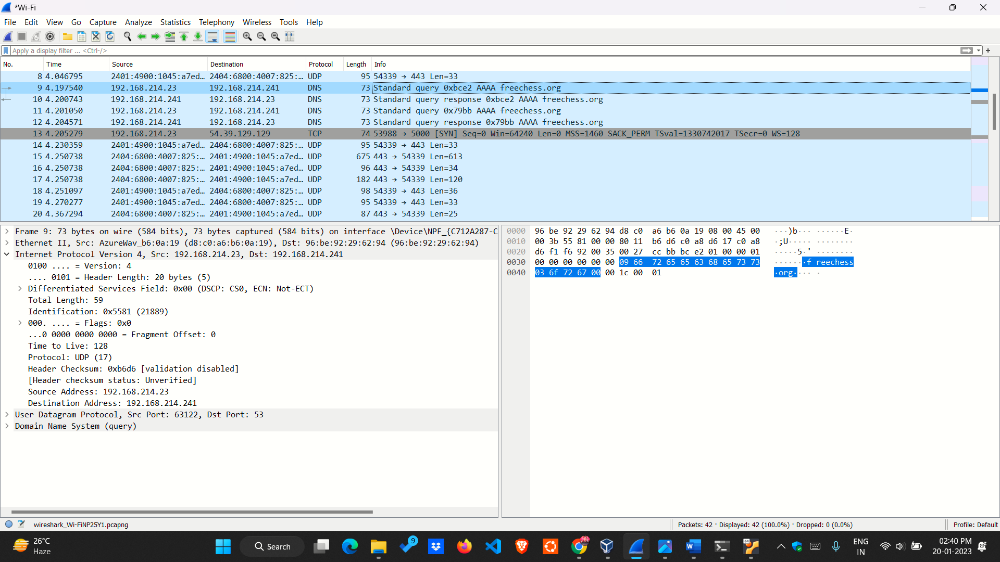 *Wi-Fi
File Edit View Go Capture Analyze Statistics Telephony Wireless Tools Help
Apply a display filter ... <Ctrl-/>
No. Time Source Destination Protocol Length Info
8 4.046795 2401:4900:1045:a7ed… 2404:6800:4007:825:… UDP 95 54339 → 443 Len=33
9 4.197540 192.168.214.23 192.168.214.241 DNS 73 Standard query 0xbce2 AAAA freechess.org
10 4.200743 192.168.214.241 192.168.214.23 DNS 73 Standard query response 0xbce2 AAAA freechess.org
11 4.201050 192.168.214.23 192.168.214.241 DNS 73 Standard query 0x79bb AAAA freechess.org
12 4.204571 192.168.214.241 192.168.214.23 DNS 73 Standard query response 0x79bb AAAA freechess.org
13 4.205279 192.168.214.23 54.39.129.129 TCP 74 53988 → 5000 [SYN] Seq=0 Win=64240 Len=0 MSS=1460 SACK_PERM TSval=1330742017 TSecr=0 WS=128
14 4.230359 2401:4900:1045:a7ed… 2404:6800:4007:825:… UDP 95 54339 → 443 Len=33
15 4.250738 2404:6800:4007:825:… 2401:4900:1045:a7ed… UDP 675 443 → 54339 Len=613
16 4.250738 2404:6800:4007:825:… 2401:4900:1045:a7ed… UDP 96 443 → 54339 Len=34
17 4.250738 2404:6800:4007:825:… 2401:4900:1045:a7ed… UDP 182 443 → 54339 Len=120
18 4.251097 2401:4900:1045:a7ed… 2404:6800:4007:825:… UDP 98 54339 → 443 Len=36
19 4.270277 2401:4900:1045:a7ed… 2404:6800:4007:825:… UDP 95 54339 → 443 Len=33
20 4.367294 2404:6800:4007:825:… 2401:4900:1045:a7ed… UDP 87 443 → 54339 Len=25
Frame 9: 73 bytes on wire (584 bits), 73 bytes captured (584 bits) on interface \Device\NPF_{C712A287-C
Ethernet II, Src: AzureWav_b6:0a:19 (d8:c0:a6:b6:0a:19), Dst: 96:be:92:29:62:94 (96:be:92:29:62:94)
Internet Protocol Version 4, Src: 192.168.214.23, Dst: 192.168.214.241
0100 .... = Version: 4
.... 0101 = Header Length: 20 bytes (5)
Differentiated Services Field: 0x00 (DSCP: CS0, ECN: Not-ECT)
Total Length: 59
Identification: 0x5581 (21889)
000. .... = Flags: 0x0
...0 0000 0000 0000 = Fragment Offset: 0
Time to Live: 128
Protocol: UDP (17)
Header Checksum: 0xb6d6 [validation disabled]
[Header checksum status: Unverified]
Source Address: 192.168.214.23
Destination Address: 192.168.214.241
User Datagram Protocol, Src Port: 63122, Dst Port: 53
Domain Name System (query)
0000 96 be 92 29 62 94 d8 c0 a6 b6 0a 19 08 00 45 00 ···)b··· ······E·
0010 00 3b 55 81 00 00 80 11 b6 d6 c0 a8 d6 17 c0 a8 ·;U····· ········
0020 d6 f1 f6 92 00 35 00 27 cc bb bc e2 01 00 00 01 ·····5·' ········
0030 00 00 00 00 00 00 09 66 72 65 65 63 68 65 73 73 ·······f reechess
0040 03 6f 72 67 00 00 1c 00 01 ·org···· ·
wireshark_Wi-FiNP25Y1.pcapng
Packets: 42 · Displayed: 42 (100.0%) · Dropped: 0 (0.0%)
Profile: Default
26°C
Haze
Search
9
64
ENG
IN
02:40 PM
20-01-2023